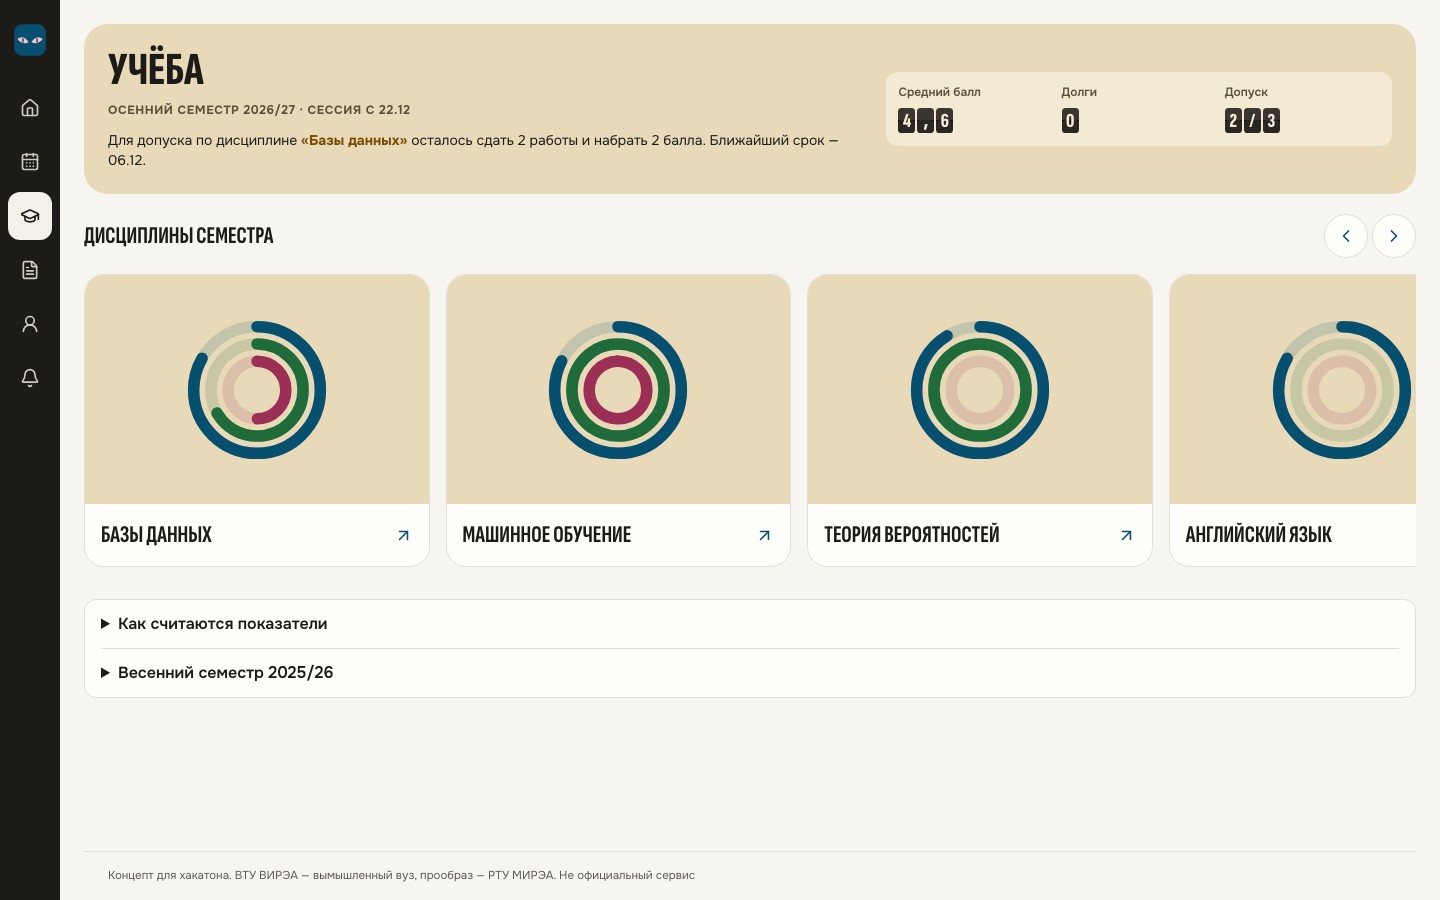 УЧЁБА
ОСЕННИЙ СЕМЕСТР 2026/27 · СЕССИЯ С 22.12
Для допуска по дисциплине «Базы данных» осталось сдать 2 работы и набрать 2 балла. Ближайший срок —
06.12.
Средний балл
4,6
Долги
0
Допуск
2/3
ДИСЦИПЛИНЫ СЕМЕСТРА
БАЗЫ ДАННЫХ
МАШИННОЕ ОБУЧЕНИЕ
ТЕОРИЯ ВЕРОЯТНОСТЕЙ
АНГЛИЙСКИЙ ЯЗЫК
Как считаются показатели
Весенний семестр 2025/26
Концепт для хакатона. ВТУ ВИРЭА — вымышленный вуз, прообраз — РТУ МИРЭА. Не официальный сервис